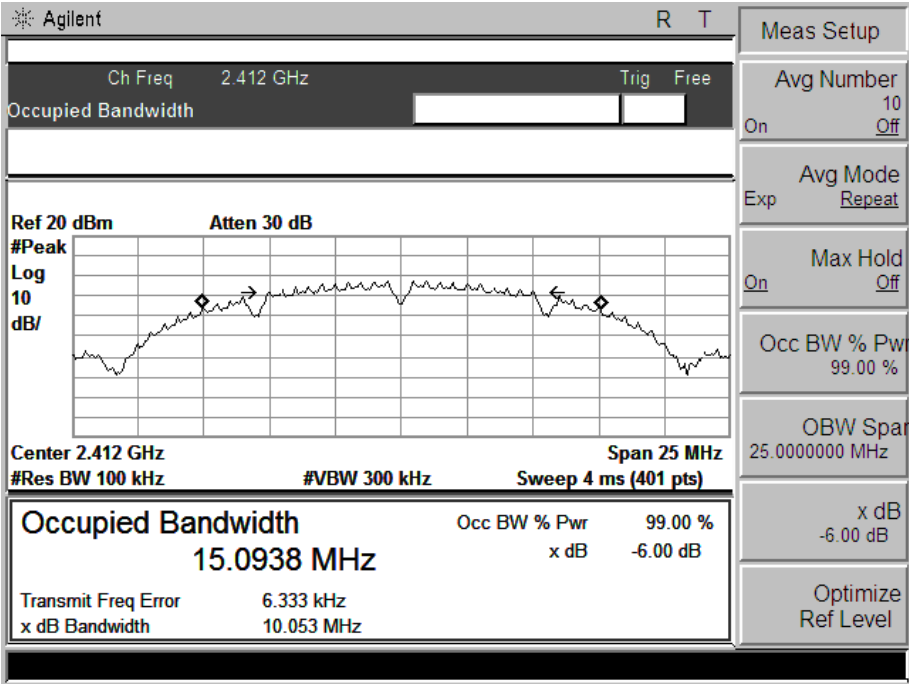 Agilent R T
Ch Freq 2.412 GHz Trig Free
Occupied Bandwidth
Ref 20 dBm Atten 30 dB
#Peak
Log
10
dB/
Center 2.412 GHz Span 25 MHz
#Res BW 100 kHz #VBW 300 kHz Sweep 4 ms (401 pts)
Occupied Bandwidth
15.0938 MHz
Occ BW % Pwr 99.00 %
x dB -6.00 dB
Transmit Freq Error 6.333 kHz
x dB Bandwidth 10.053 MHz
Meas Setup
Avg Number
10
On Off
Avg Mode
Exp Repeat
Max Hold
On Off
Occ BW % Pwr
99.00 %
OBW Spar
25.0000000 MHz
x dB
-6.00 dB
Optimize
Ref Level